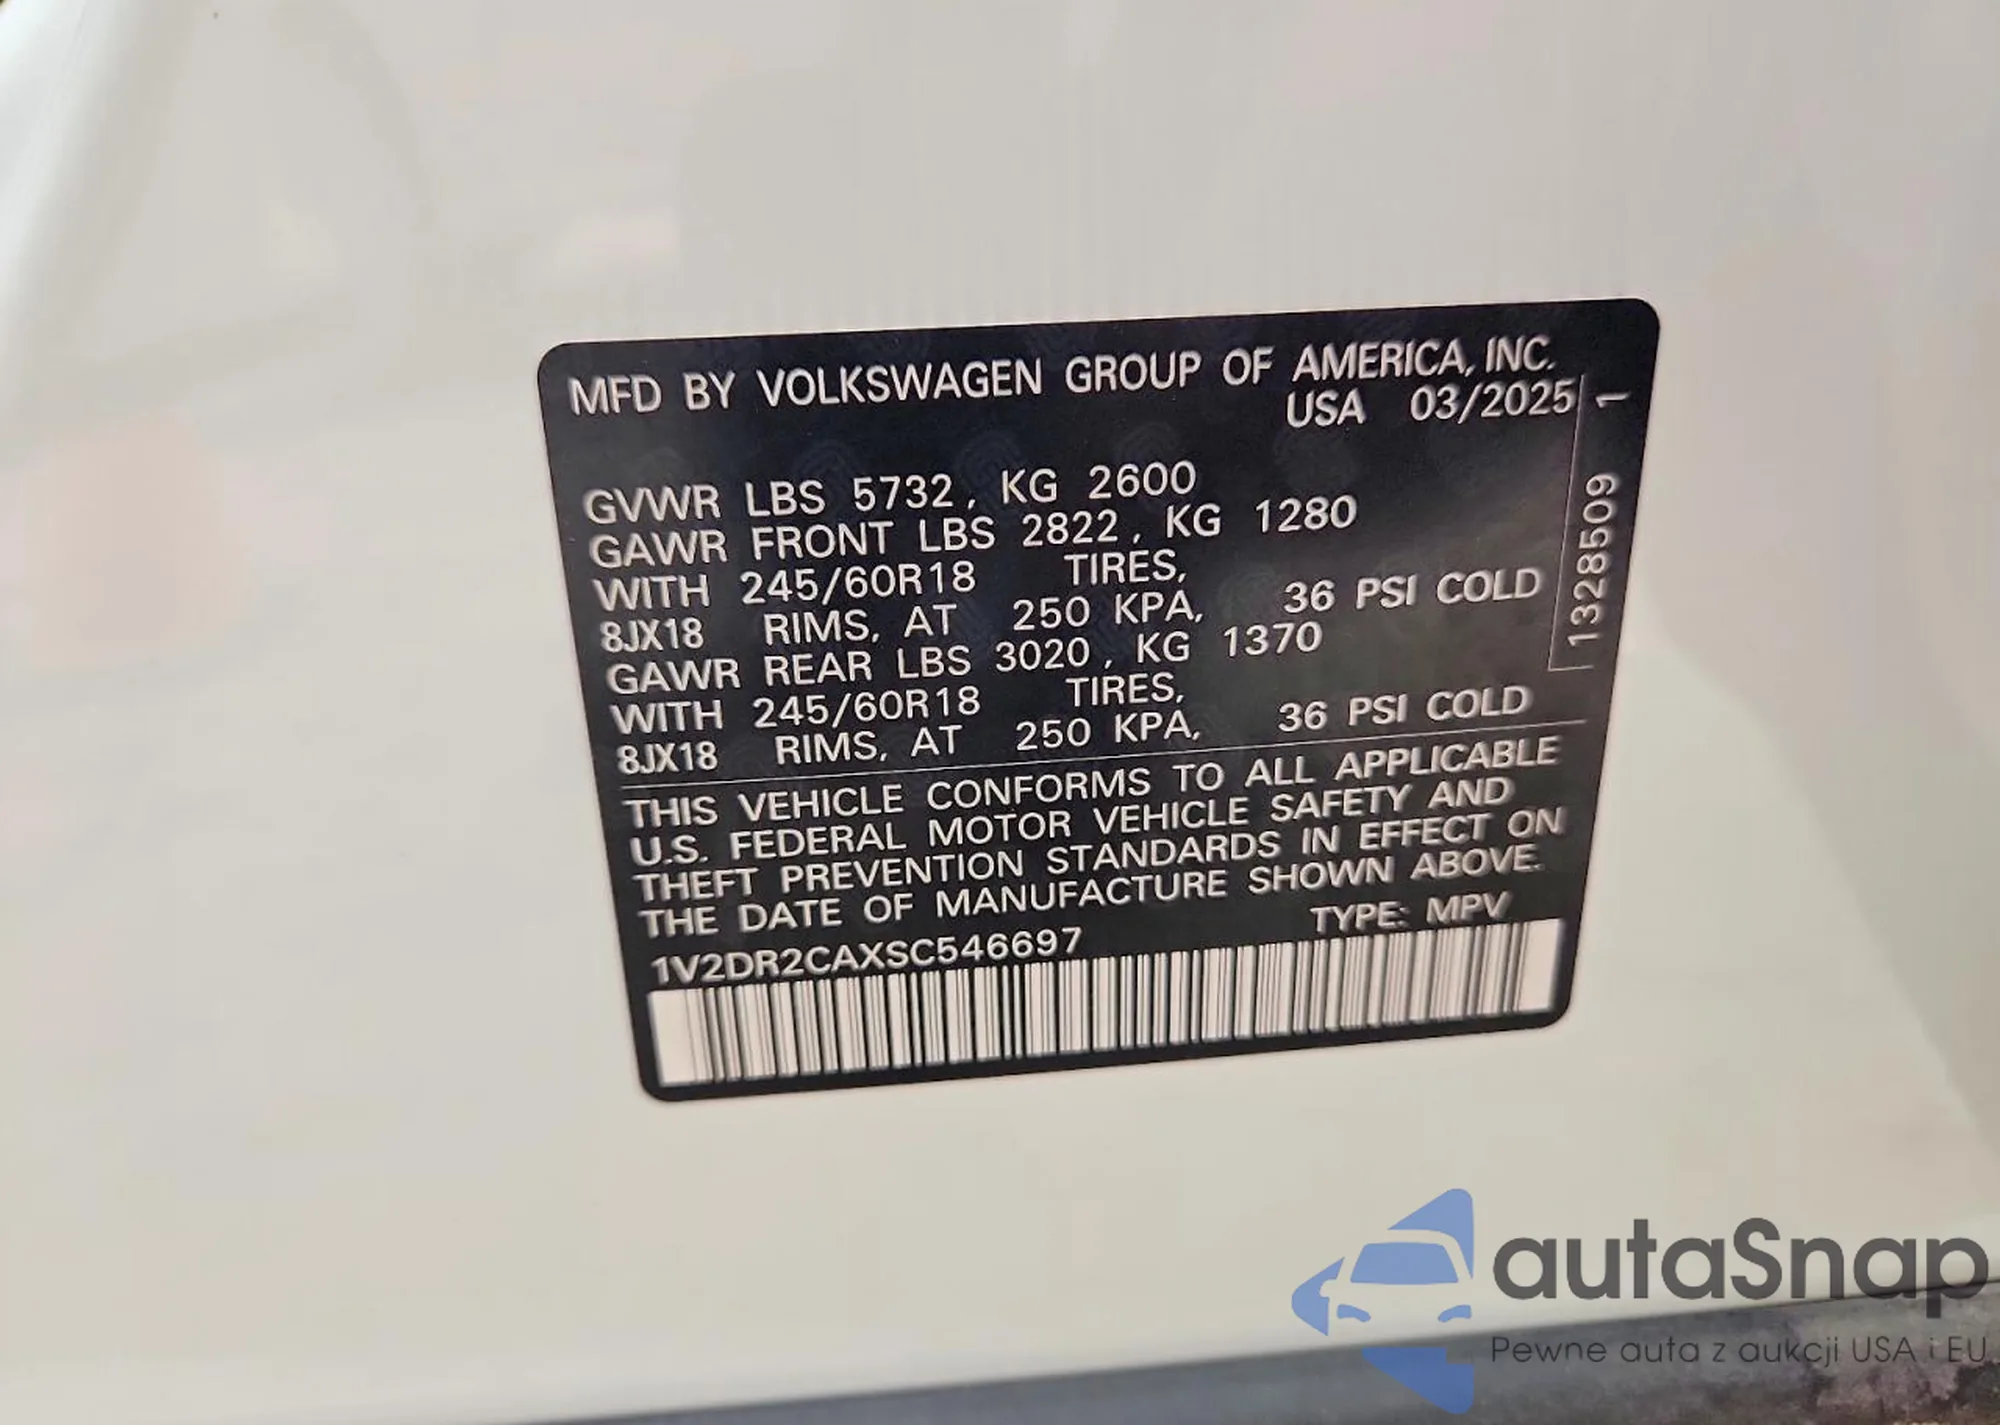 MFD BY VOLKSWAGEN GROUP OF AMERICA, INC.
USA 03/2025
GVWR LBS 5732, KG 2600
GAWR FRONT LBS 2822, KG 1280
WITH 245/60R18 TIRES,
8JX18 RIMS, AT 250 KPA, 36 PSI COLD
GAWR REAR LBS 3020, KG 1370
WITH 245/60R18 TIRES,
8JX18 RIMS, AT 250 KPA, 36 PSI COLD
THIS VEHICLE CONFORMS TO ALL APPLICABLE
U.S. FEDERAL MOTOR VEHICLE SAFETY AND
THEFT PREVENTION STANDARDS IN EFFECT ON
THE DATE OF MANUFACTURE SHOWN ABOVE.
TYPE: MPV
1V2DR2CAXSC546697
1328509 1
autaSnap
Pewne auta z aukcji USA i EU